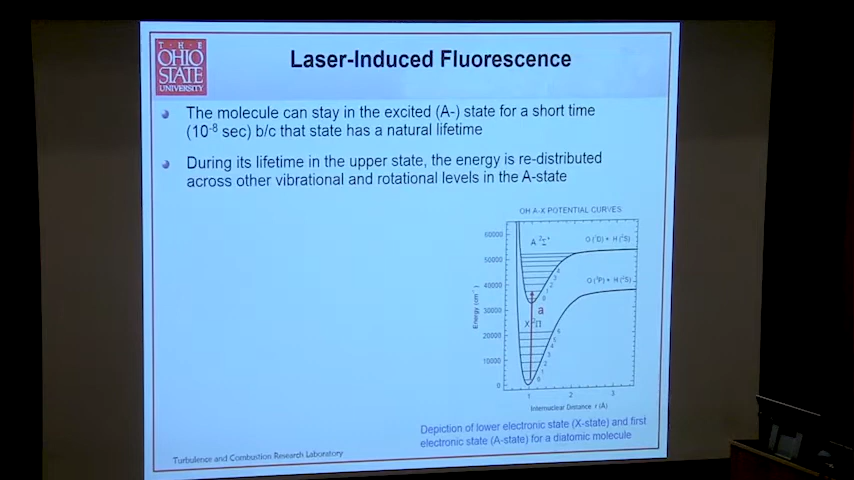 T · H · E
OHIO
STATE
UNIVERSITY
Laser-Induced Fluorescence
The molecule can stay in the excited (A-) state for a short time
(10⁻⁸ sec) b/c that state has a natural lifetime
During its lifetime in the upper state, the energy is re-distributed
across other vibrational and rotational levels in the A-state
OH A-X POTENTIAL CURVES
60000
50000
40000
30000
20000
10000
0
Energy (cm⁻¹)
A ²Σ⁺
O (¹D) + H (²S)
O (³P) + H (²S)
a
X ²Π
1
2
3
Internuclear Distance r (Å)
Depiction of lower electronic state (X-state) and first
electronic state (A-state) for a diatomic molecule
Turbulence and Combustion Research Laboratory